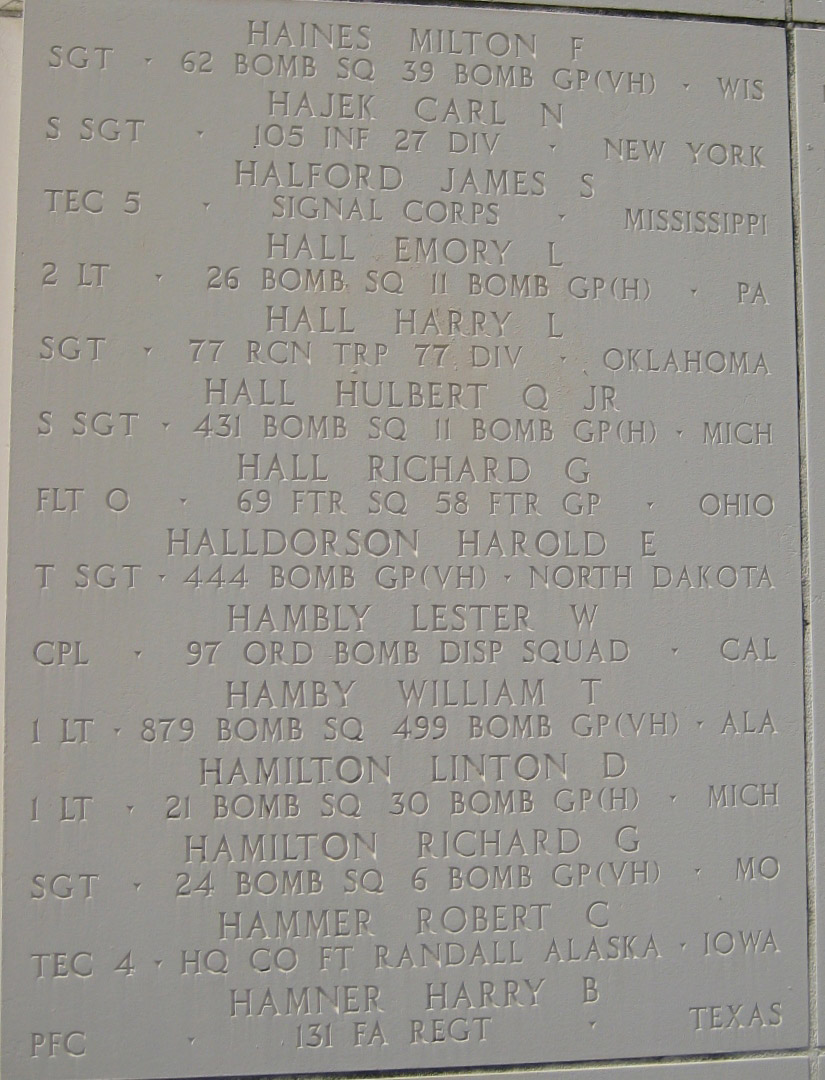 HAINES MILTON F
SGT · 62 BOMB SQ 39 BOMB GP(VH) · WIS
HAJEK CARL N
S SGT · 105 INF 27 DIV · NEW YORK
HALFORD JAMES S
TEC 5 · SIGNAL CORPS · MISSISSIPPI
HALL EMORY L
2 LT · 26 BOMB SQ 11 BOMB GP(H) · PA
HALL HARRY L
SGT · 77 RCN TRP 77 DIV · OKLAHOMA
HALL HULBERT Q JR
S SGT · 431 BOMB SQ 11 BOMB GP(H) · MICH
HALL RICHARD G
FLT O · 69 FTR SQ 58 FTR GP · OHIO
HALLDORSON HAROLD E
T SGT · 444 BOMB GP(VH) · NORTH DAKOTA
HAMBLY LESTER W
CPL · 97 ORD BOMB DISP SQUAD · CAL
HAMBY WILLIAM T
1 LT · 879 BOMB SQ 499 BOMB GP(VH) · ALA
HAMILTON LINTON D
1 LT · 21 BOMB SQ 30 BOMB GP(H) · MICH
HAMILTON RICHARD G
SGT · 24 BOMB SQ 6 BOMB GP(VH) · MO
HAMMER ROBERT C
TEC 4 · HQ CO FT RANDALL ALASKA · IOWA
HAMNER HARRY B
PFC · 131 FA REGT · TEXAS